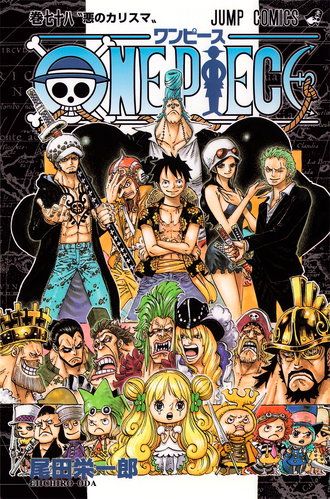 巻七十八 〝悪のカリスマ〟
JUMP COMICS
ワンピース
ONE PIECE
尾田栄一郎
EIICHIRO ODA